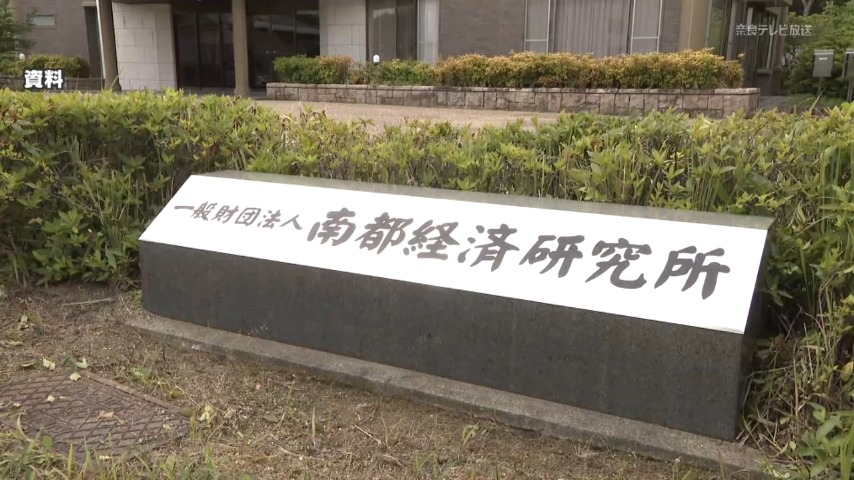 奈良テレビ放送
資料
一般財団法人 南都経済研究所